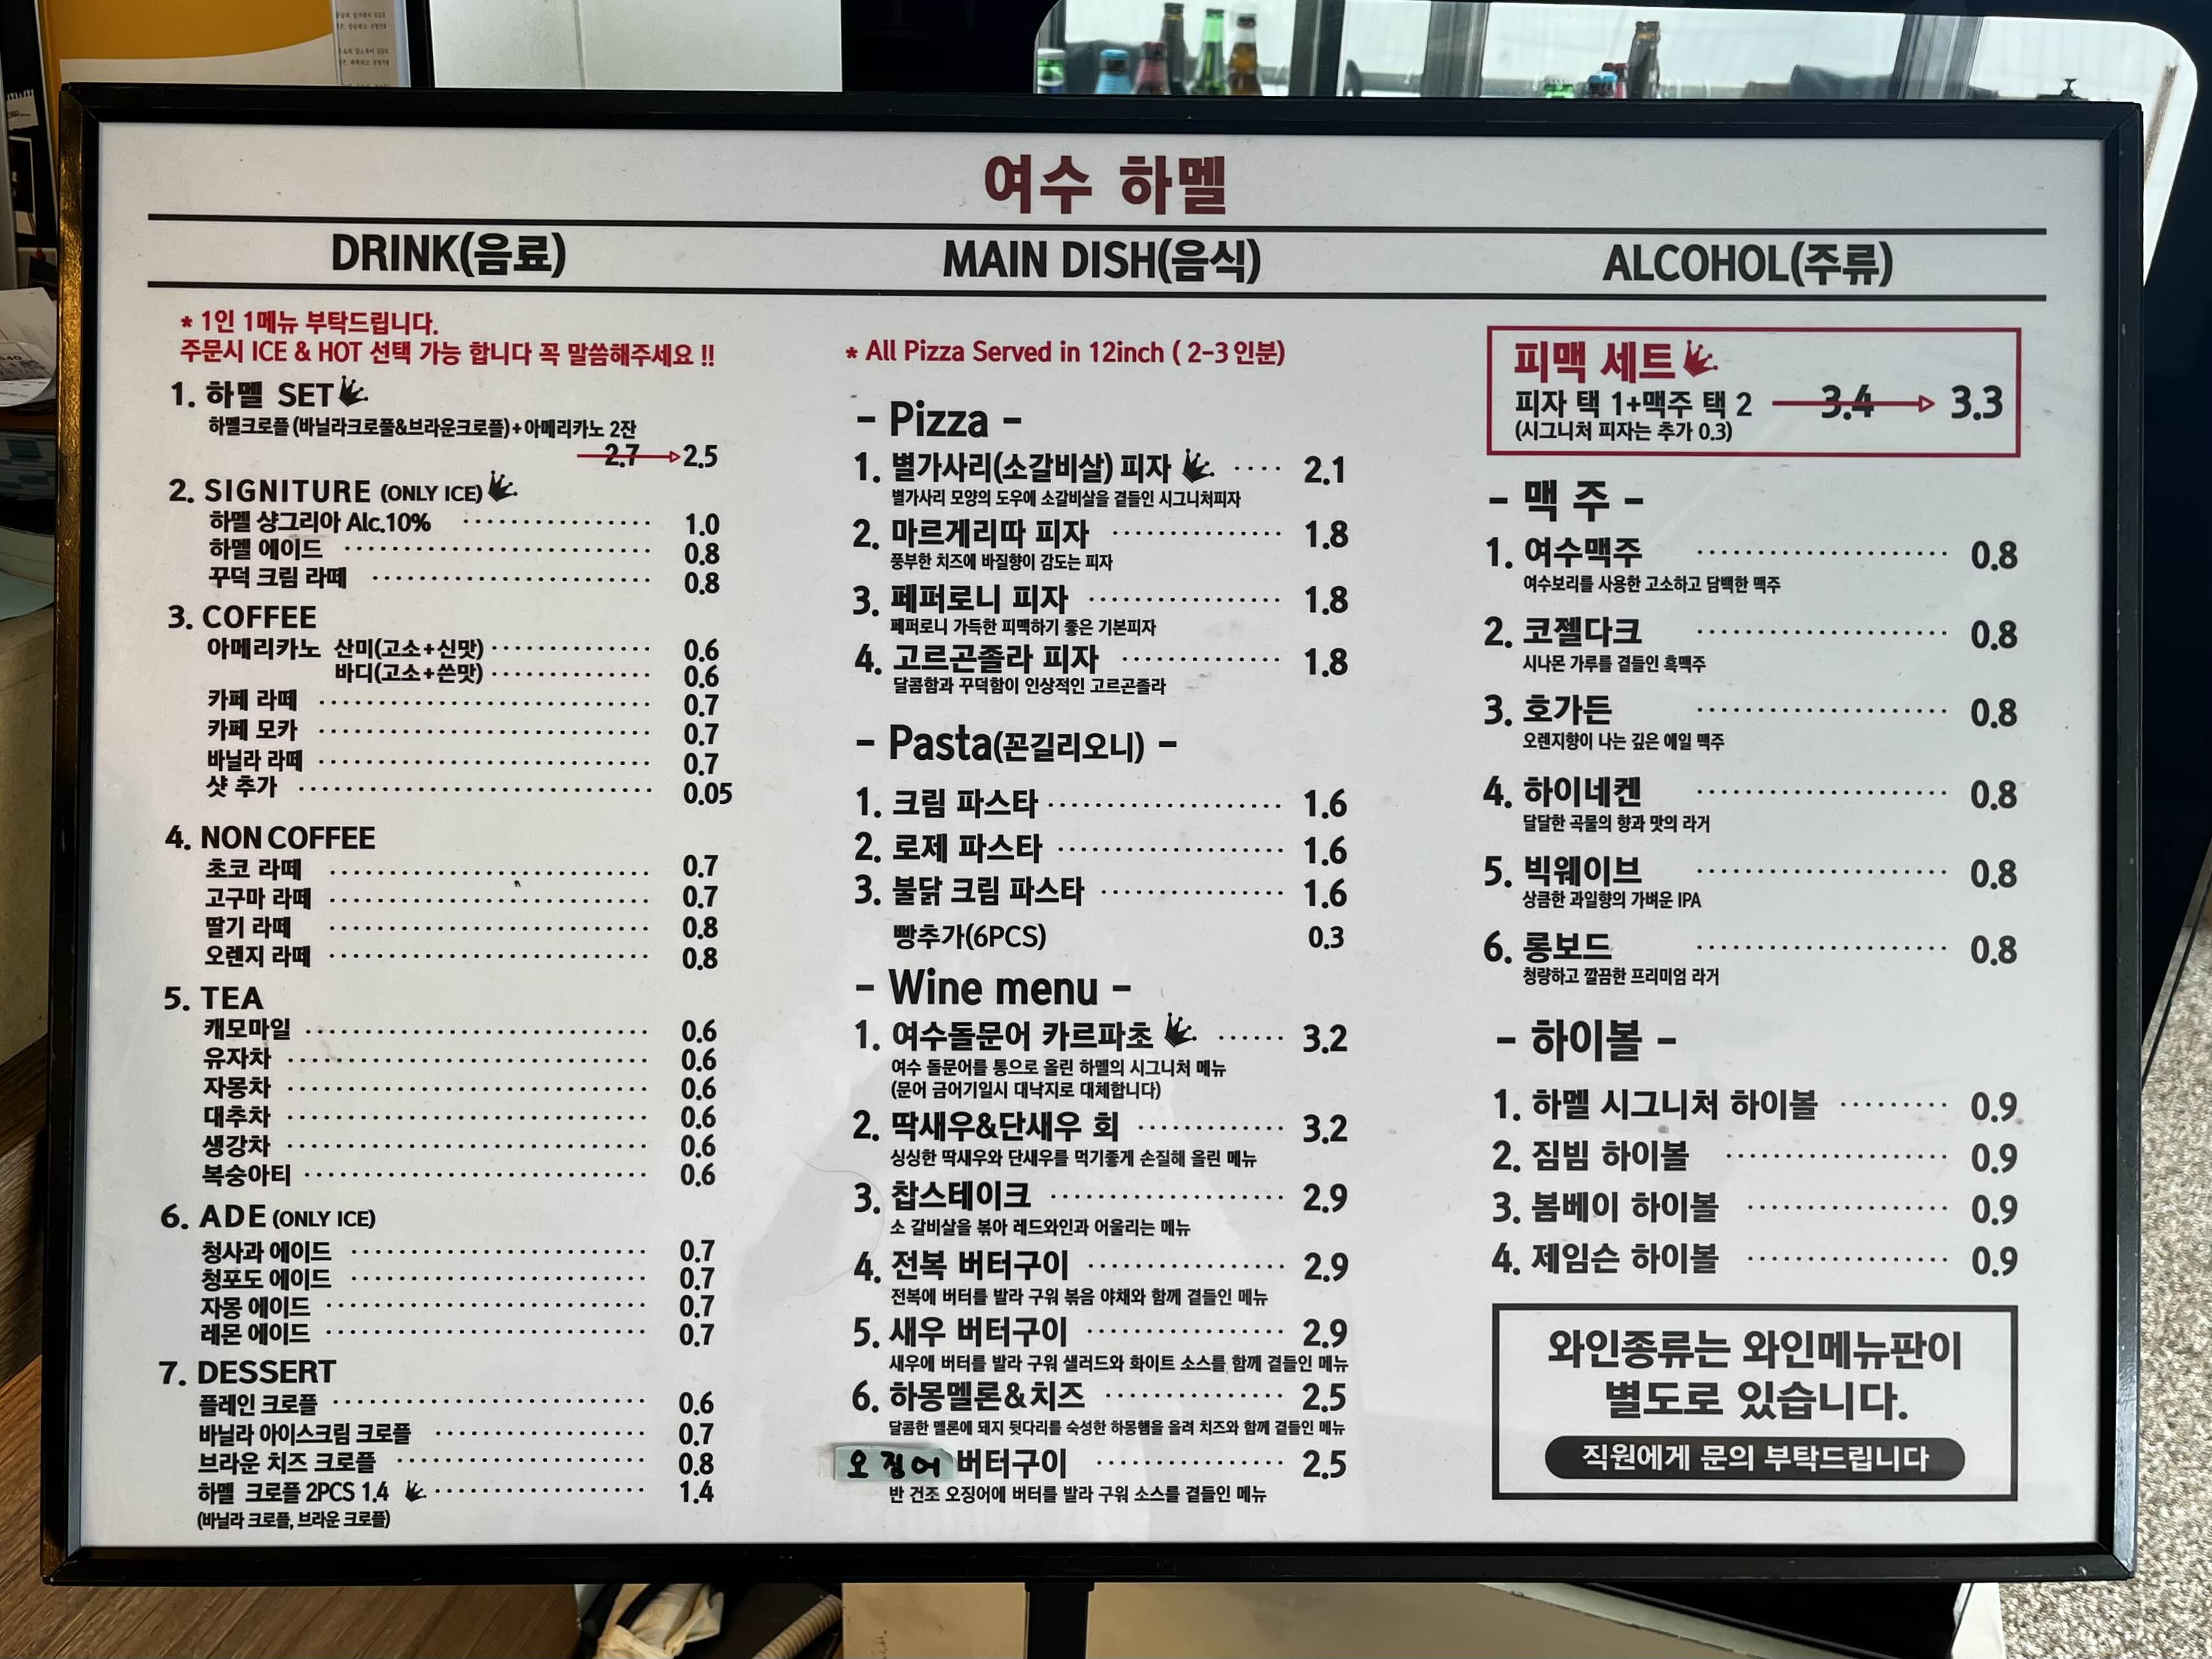 여수 하멜
DRINK(음료)
* 1인 1메뉴 부탁드립니다.
주문시 ICE & HOT 선택 가능 합니다 꼭 말씀해주세요 !!
1. 하멜 SET
하멜크로플 (바닐라크로풀&브라운크로플)+아메리카노 2잔
2.7 → 2.5
2. SIGNITURE (ONLY ICE)
하멜 샹그리아 Alc.10% 1.0
하멜 에이드 0.8
꾸덕 크림 라떼 0.8
3. COFFEE
아메리카노 산미(고소+신맛) 0.6
바디(고소+쓴맛) 0.6
카페 라떼 0.7
카페 모카 0.7
바닐라 라떼 0.7
샷 추가 0.05
4. NON COFFEE
초코 라떼 0.7
고구마 라떼 0.7
딸기 라떼 0.8
오렌지 라떼 0.8
5. TEA
캐모마일 0.6
유자차 0.6
자몽차 0.6
대추차 0.6
생강차 0.6
복숭아티 0.6
6. ADE (ONLY ICE)
청사과 에이드 0.7
청포도 에이드 0.7
자몽 에이드 0.7
레몬 에이드 0.7
7. DESSERT
플레인 크로플 0.6
바닐라 아이스크림 크로플 0.7
브라운 치즈 크로플 0.8
하멜 크로플 2PCS 1.4 1.4
(바닐라 크로플, 브라운 크로플)
MAIN DISH(음식)
* All Pizza Served in 12inch ( 2-3인분)
- Pizza -
1. 별가사리(소갈비살) 피자 2.1
별가사리 모양의 도우에 소갈비살을 곁들인 시그니처피자
2. 마르게리따 피자 1.8
풍부한 치즈에 바질향이 감도는 피자
3. 페퍼로니 피자 1.8
페퍼로니 가득한 피맥하기 좋은 기본피자
4. 고르곤졸라 피자 1.8
달콤함과 꾸덕함이 인상적인 고르곤졸라
- Pasta(꼰길리오니) -
1. 크림 파스타 1.6
2. 로제 파스타 1.6
3. 불닭 크림 파스타 1.6
빵추가(6PCS) 0.3
- Wine menu -
1. 여수돌문어 카르파초 3.2
여수 돌문어를 통으로 올린 하멜의 시그니처 메뉴
(문어 금어기일시 대낙지로 대체합니다)
2. 딱새우&단새우 회 3.2
싱싱한 딱새우와 단새우를 먹기좋게 손질해 올린 메뉴
3. 찹스테이크 2.9
소 갈비살을 볶아 레드와인과 어울리는 메뉴
4. 전복 버터구이 2.9
전복에 버터를 발라 구워 볶음 야채와 함께 곁들인 메뉴
5. 새우 버터구이 2.9
새우에 버터를 발라 구워 샐러드와 화이트 소스를 함께 곁들인 메뉴
6. 하몽멜론&치즈 2.5
달콤한 멜론에 돼지 뒷다리를 숙성한 하몽햄을 올려 치즈와 함께 곁들인 메뉴
오징어 버터구이 2.5
반 건조 오징어에 버터를 발라 구워 소스를 곁들인 메뉴
ALCOHOL(주류)
피맥 세트
피자 택 1+맥주 택 2 3.4 → 3.3
(시그니처 피자는 추가 0.3)
- 맥 주 -
1. 여수맥주 0.8
여수보리를 사용한 고소하고 담백한 맥주
2. 코젤다크 0.8
시나몬 가루를 곁들인 흑맥주
3. 호가든 0.8
오렌지향이 나는 깊은 에일 맥주
4. 하이네켄 0.8
달달한 곡물의 향과 맛의 라거
5. 빅웨이브 0.8
상큼한 과일향의 가벼운 IPA
6. 롱보드 0.8
청량하고 깔끔한 프리미엄 라거
- 하이볼 -
1. 하멜 시그니처 하이볼 0.9
2. 짐빔 하이볼 0.9
3. 봄베이 하이볼 0.9
4. 제임슨 하이볼 0.9
와인종류는 와인메뉴판이
별도로 있습니다.
직원에게 문의 부탁드립니다